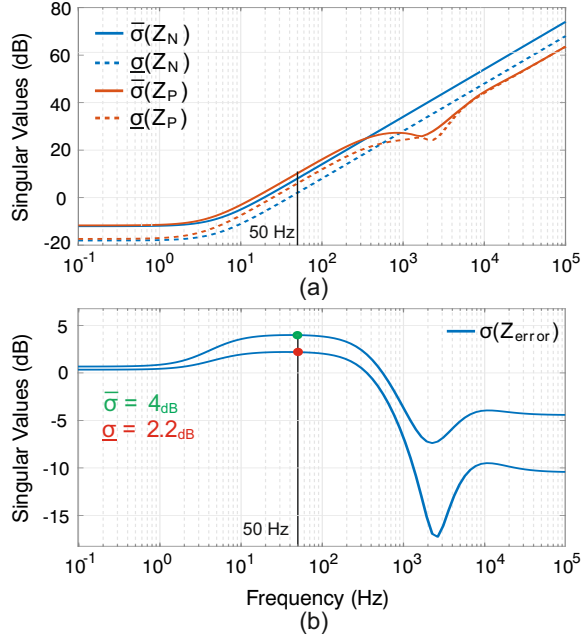 Singular Values (dB)
80
60
40
20
0
-20
σ̅(Z_N)
σ̲(Z_N)
σ̅(Z_P)
σ̲(Z_P)
50 Hz
10^-1 10^0 10^1 10^2 10^3 10^4 10^5
(a)
Singular Values (dB)
5
0
-5
-10
-15
σ(Z_error)
σ̅ = 4dB
σ̲ = 2.2dB
50 Hz
10^-1 10^0 10^1 10^2 10^3 10^4 10^5
Frequency (Hz)
(b)